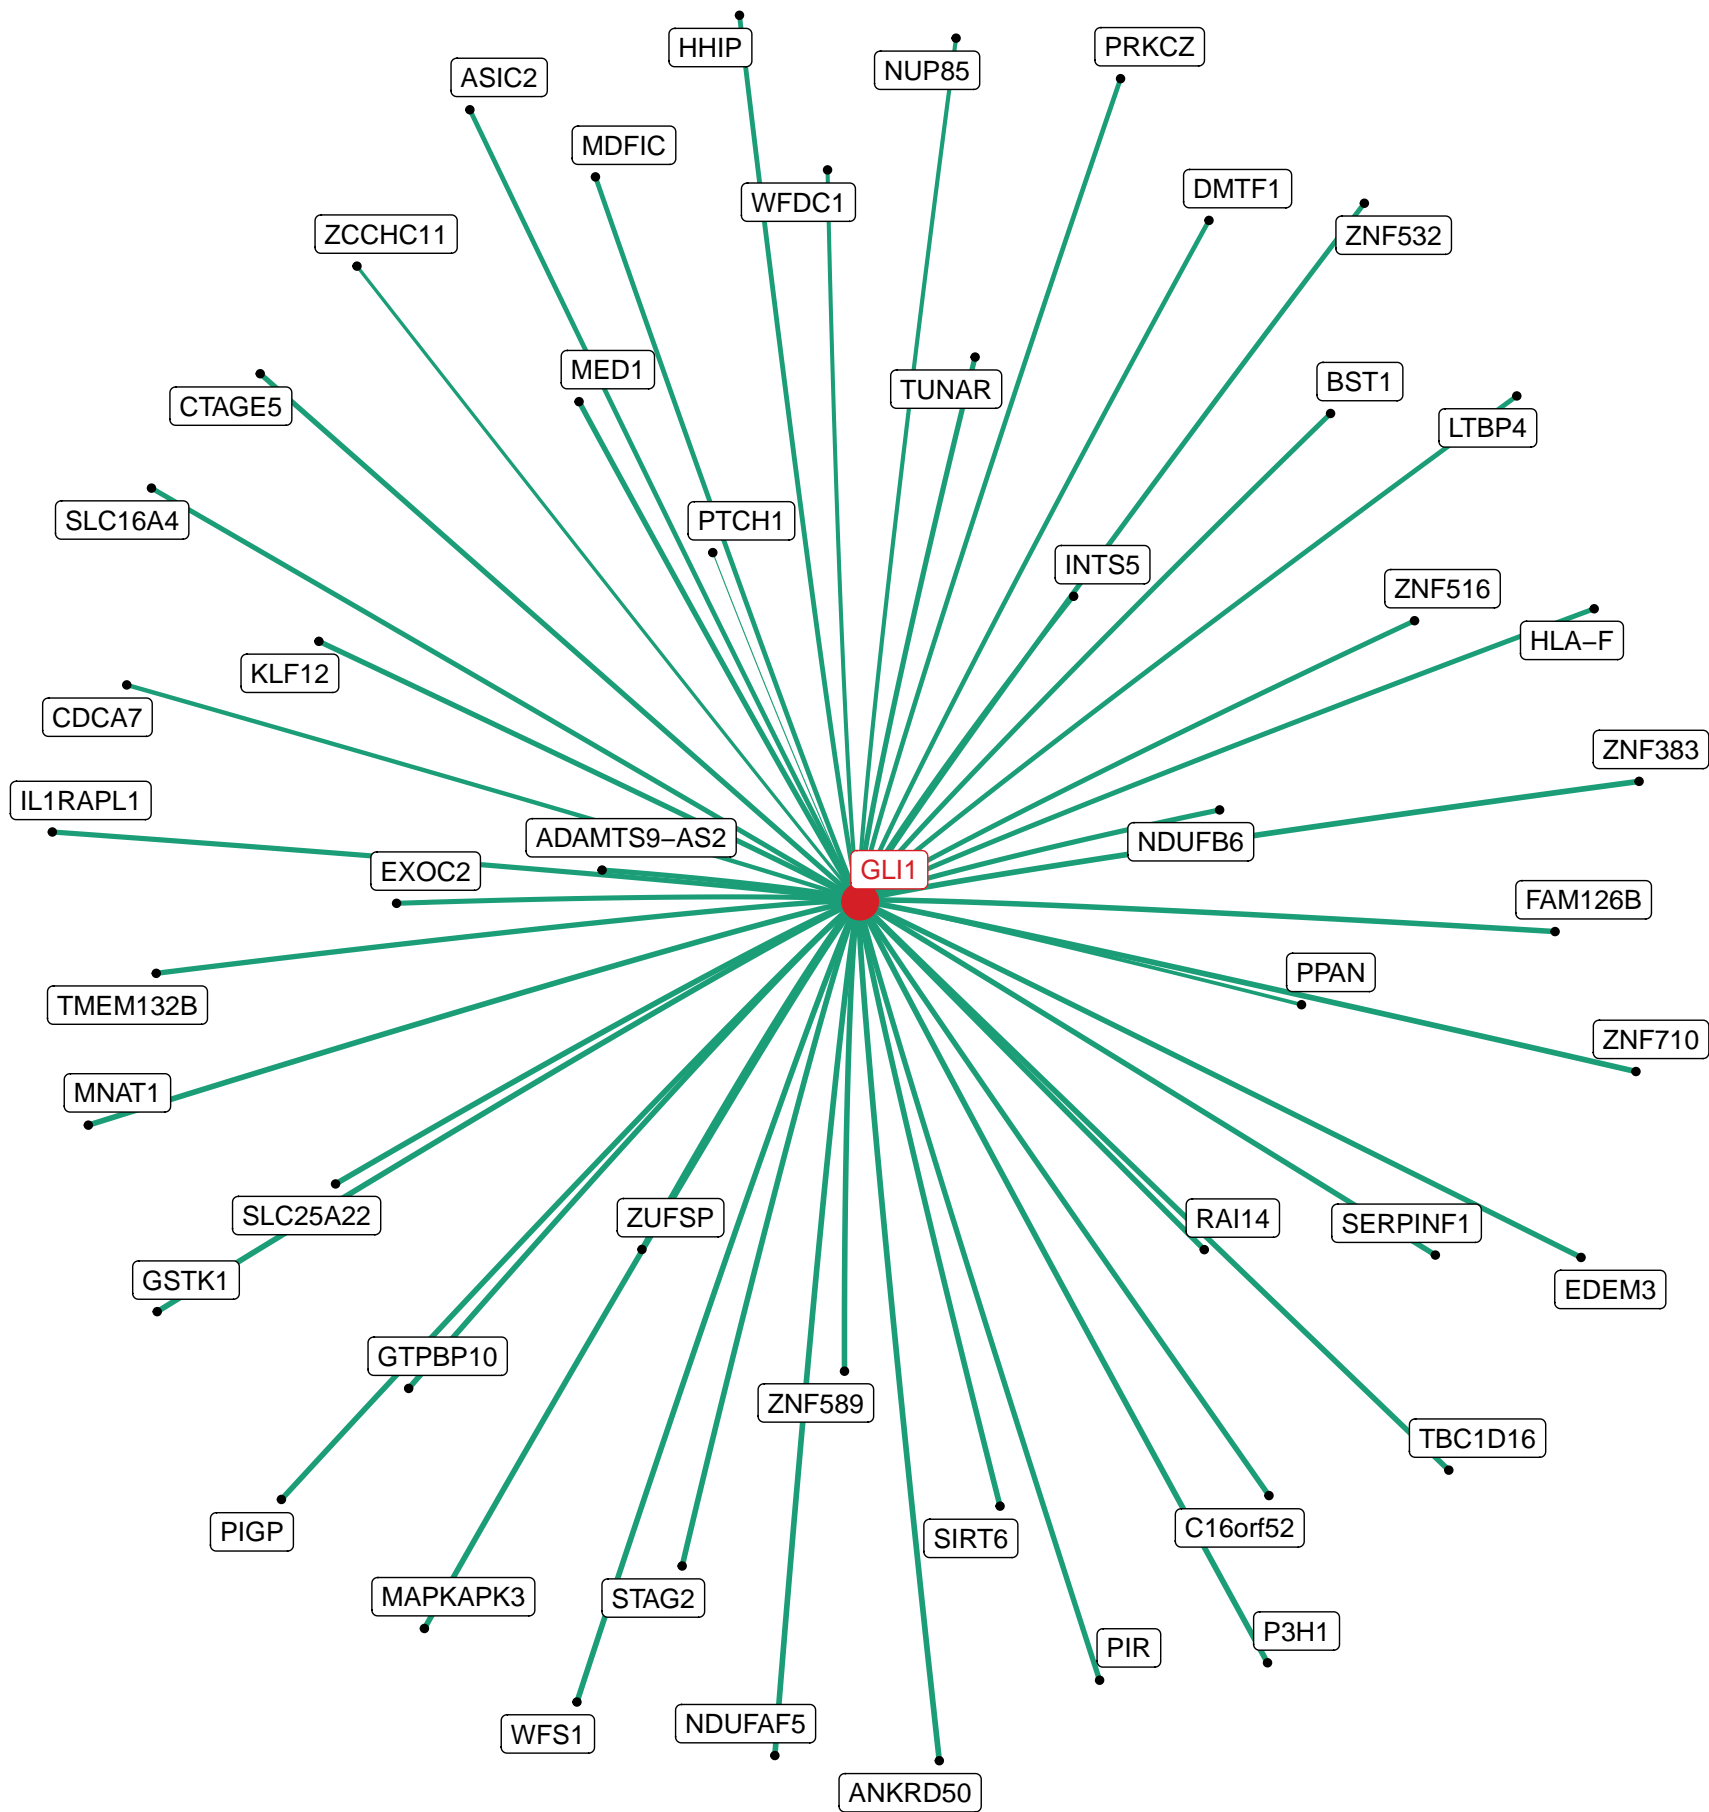 HHIP
PRKCZ
NUP85
ASIC2
MDFIC
DMTF1
WFDC1
ZCCHC11
ZNF532
MED1
BST1
TUNAR
CTAGE5
LTBP4
SLC16A4
PTCH1
INTS5
ZNF516
HLA−F
KLF12
CDCA7
ZNF383
IL1RAPL1
ADAMTS9−AS2
NDUFB6
GLI1
EXOC2
FAM126B
PPAN
TMEM132B
ZNF710
MNAT1
SLC25A22
ZUFSP
RAI14
SERPINF1
GSTK1
EDEM3
GTPBP10
ZNF589
TBC1D16
PIGP
C16orf52
SIRT6
MAPKAPK3
STAG2
P3H1
PIR
NDUFAF5
WFS1
ANKRD50